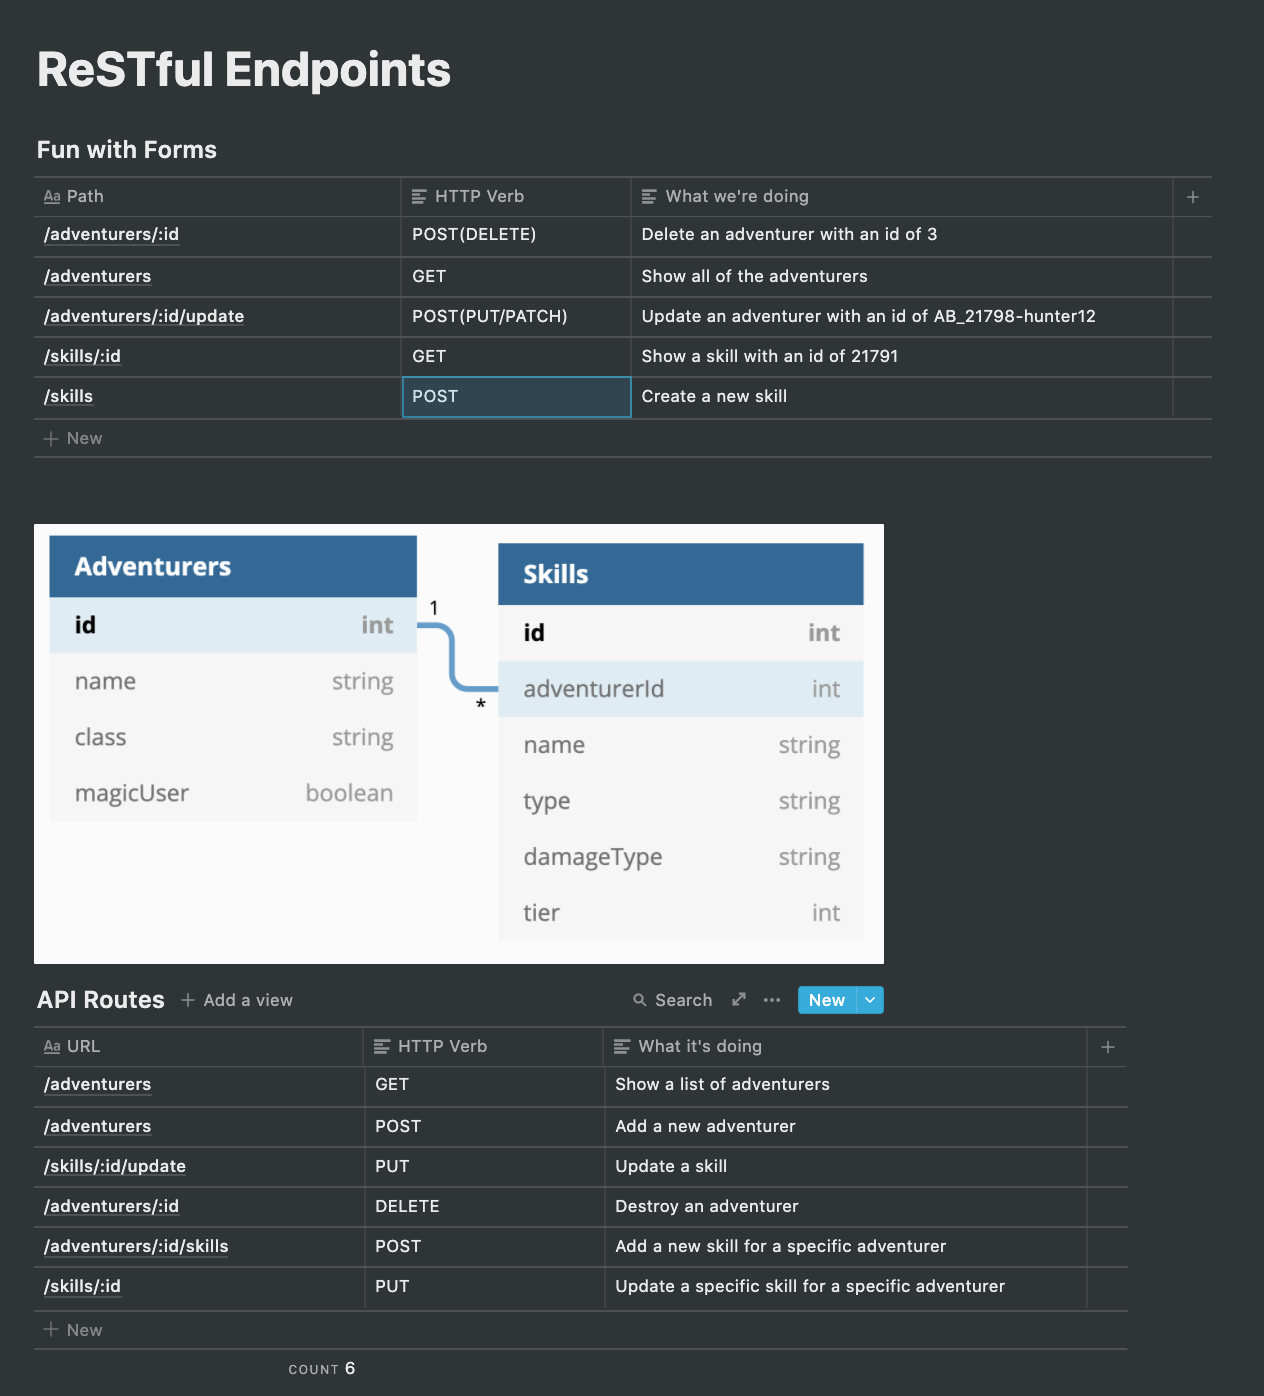 ReSTful Endpoints
Fun with Forms
Aa Path HTTP Verb What we're doing +
/adventurers/:id POST(DELETE) Delete an adventurer with an id of 3
/adventurers GET Show all of the adventurers
/adventurers/:id/update POST(PUT/PATCH) Update an adventurer with an id of AB_21798-hunter12
/skills/:id GET Show a skill with an id of 21791
/skills POST Create a new skill
+ New
Adventurers
id int
name string
class string
magicUser boolean
1
*
Skills
id int
adventurerId int
name string
type string
damageType string
tier int
API Routes + Add a view Search ••• New
Aa URL HTTP Verb What it's doing +
/adventurers GET Show a list of adventurers
/adventurers POST Add a new adventurer
/skills/:id/update PUT Update a skill
/adventurers/:id DELETE Destroy an adventurer
/adventurers/:id/skills POST Add a new skill for a specific adventurer
/skills/:id PUT Update a specific skill for a specific adventurer
+ New
COUNT 6